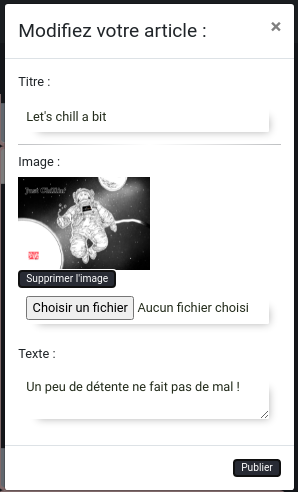 Modifiez votre article :
×
Titre :
Let's chill a bit
Image :
Just Chillin'
Supprimer l'image
Choisir un fichier Aucun fichier choisi
Texte :
Un peu de détente ne fait pas de mal !
Publier